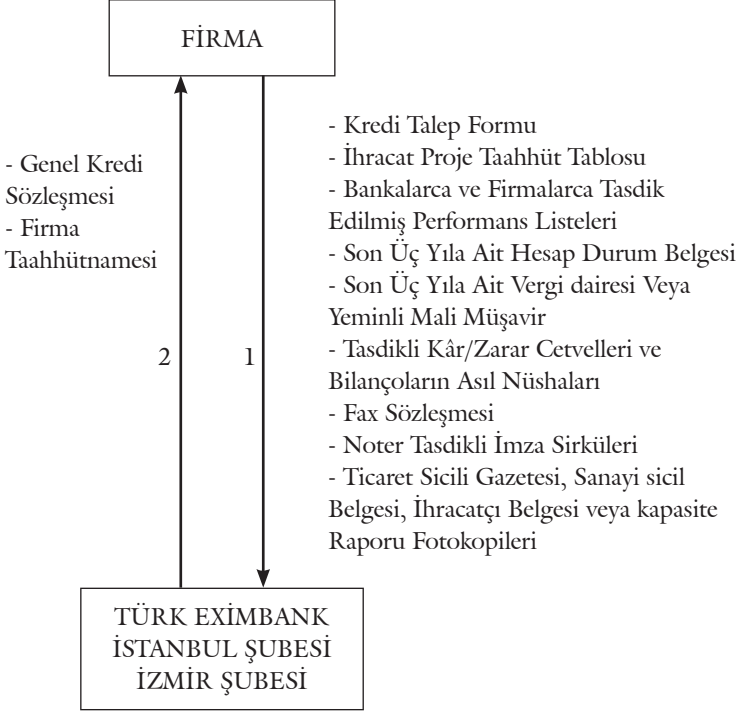 FİRMA
- Genel Kredi
Sözleşmesi
- Firma
Taahhütnamesi
2
1
- Kredi Talep Formu
- İhracat Proje Taahhüt Tablosu
- Bankalarca ve Firmalarca Tasdik
Edilmiş Performans Listeleri
- Son Üç Yıla Ait Hesap Durum Belgesi
- Son Üç Yıla Ait Vergi dairesi Veya
Yeminli Mali Müşavir
- Tasdikli Kâr/Zarar Cetvelleri ve
Bilançoların Asıl Nüshaları
- Fax Sözleşmesi
- Noter Tasdikli İmza Sirküleri
- Ticaret Sicili Gazetesi, Sanayi sicil
Belgesi, İhracatçı Belgesi veya kapasite
Raporu Fotokopileri
TÜRK EXİMBANK
İSTANBUL ŞUBESİ
İZMİR ŞUBESİ